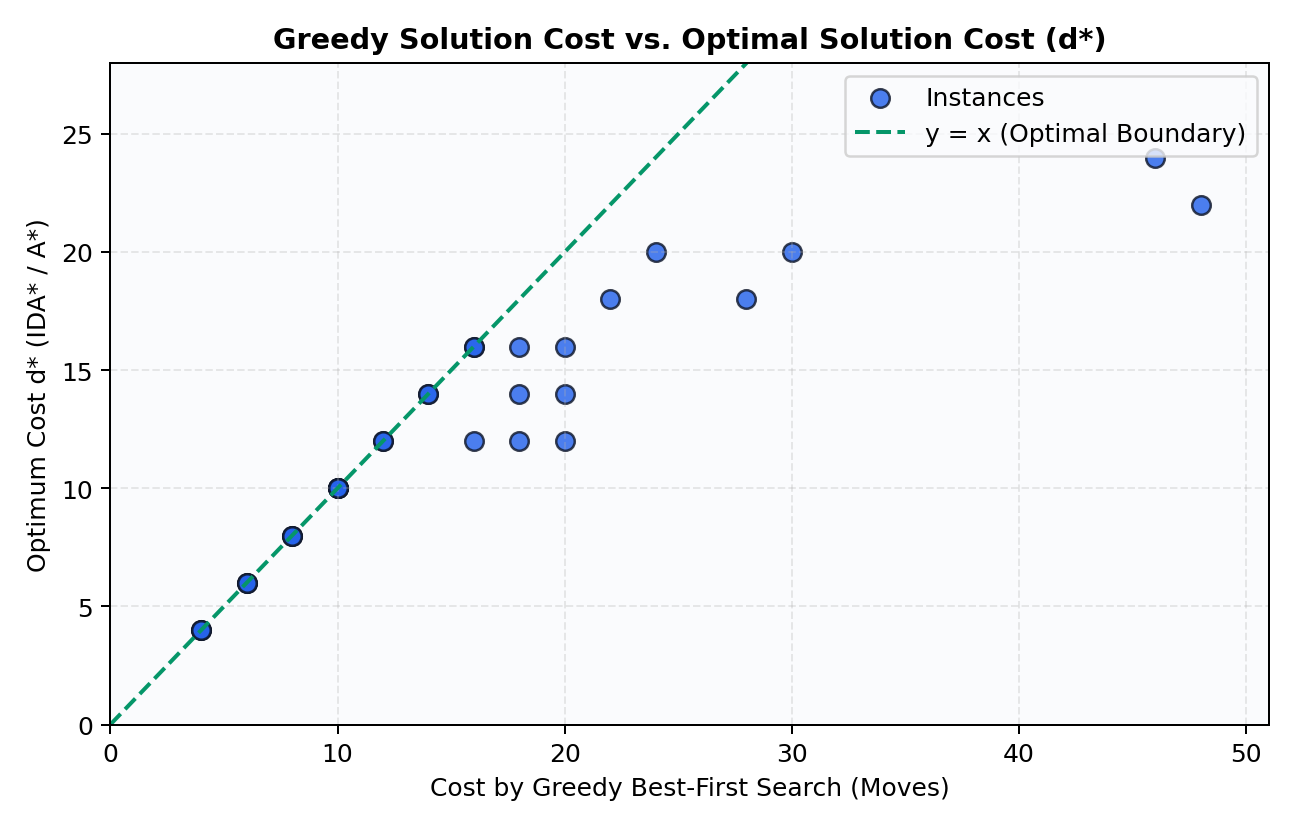 Greedy Solution Cost vs. Optimal Solution Cost (d*)
Instances
y = x (Optimal Boundary)
Optimum Cost d* (IDA* / A*)
25
20
15
10
5
0
0 10 20 30 40 50
Cost by Greedy Best-First Search (Moves)